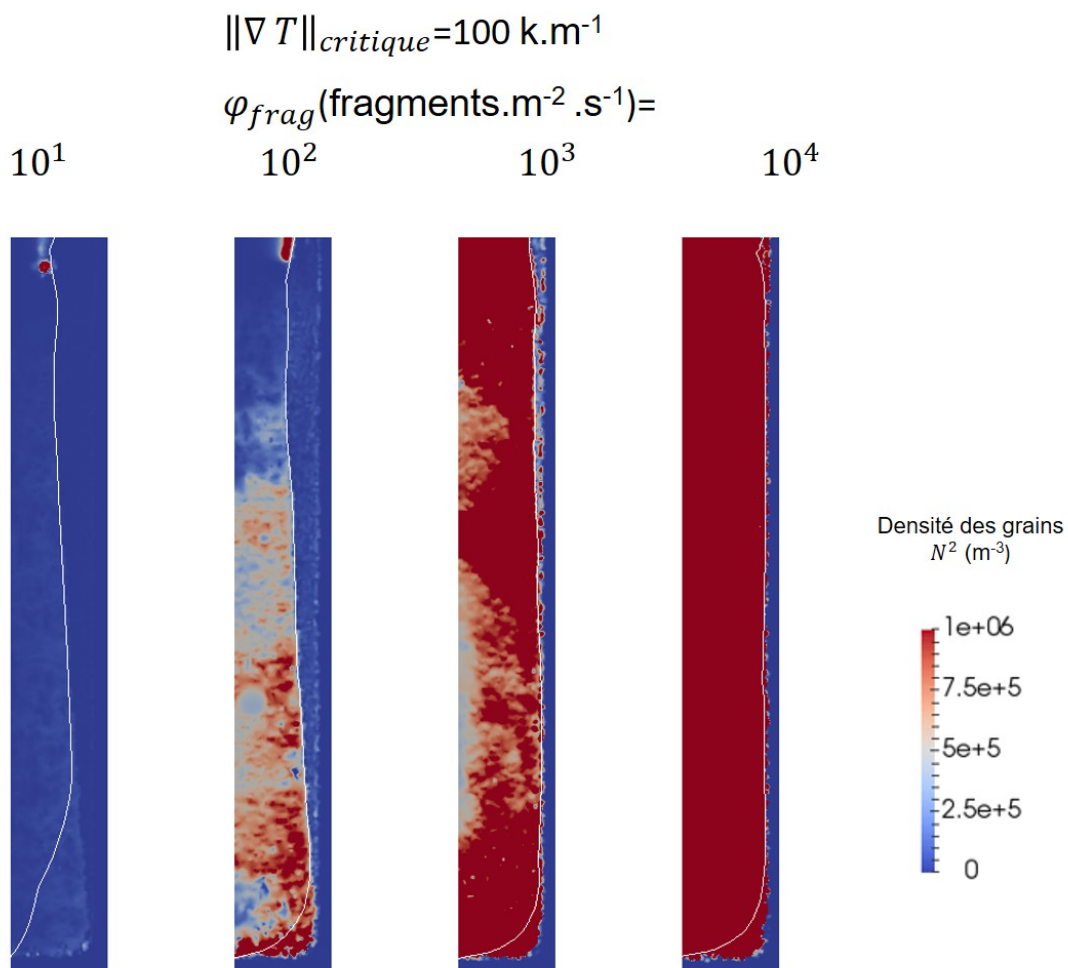 ‖∇ T‖critique=100 k.m⁻¹
φfrag(fragments.m⁻² .s⁻¹)=
10¹ 10² 10³ 10⁴
Densité des grains
N² (m⁻³)
1e+06
7.5e+5
5e+5
2.5e+5
0